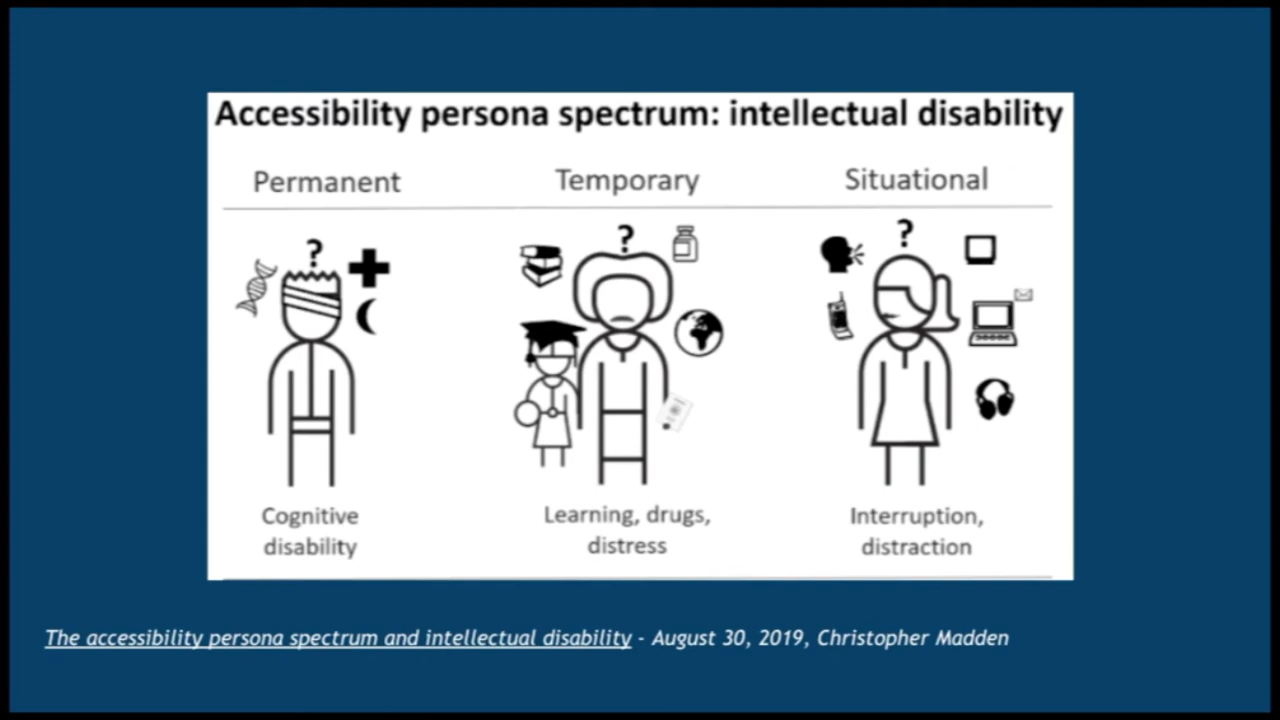 Accessibility persona spectrum: intellectual disability
Permanent
Temporary
Situational
?
?
?
Cognitive
disability
Learning, drugs,
distress
Interruption,
distraction
The accessibility persona spectrum and intellectual disability - August 30, 2019, Christopher Madden